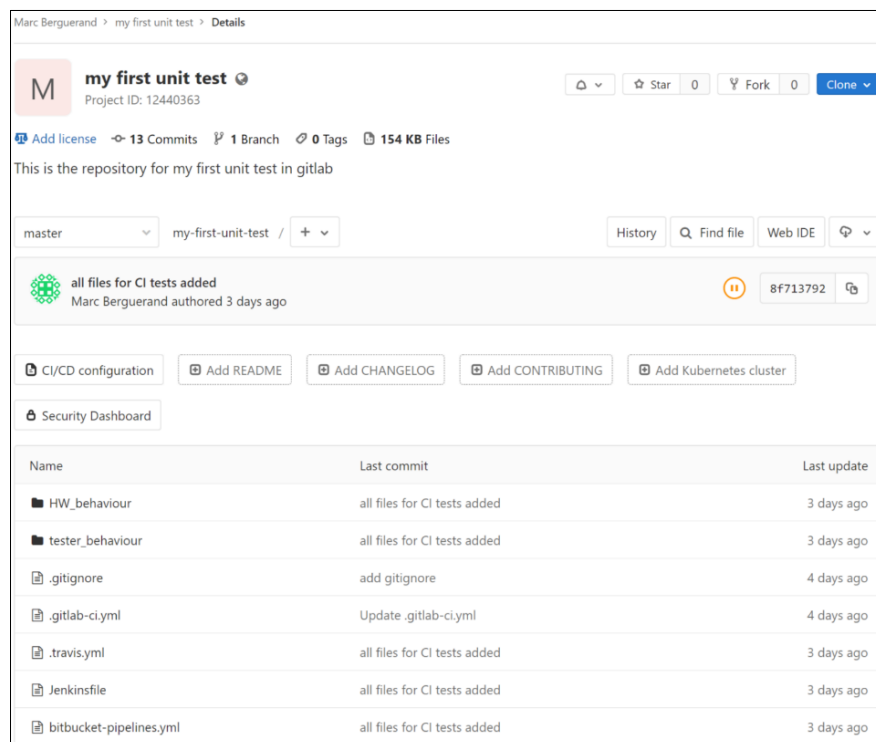 Marc Berguerand > my first unit test > Details
M
my first unit test
Project ID: 12440363
Star 0 Fork 0 Clone
Add license 13 Commits 1 Branch 0 Tags 154 KB Files
This is the repository for my first unit test in gitlab
master my-first-unit-test / + History Find file Web IDE
all files for CI tests added
Marc Berguerand authored 3 days ago
8f713792
CI/CD configuration Add README Add CHANGELOG Add CONTRIBUTING Add Kubernetes cluster
Security Dashboard
Name Last commit Last update
HW_behaviour all files for CI tests added 3 days ago
tester_behaviour all files for CI tests added 3 days ago
.gitignore add gitignore 4 days ago
.gitlab-ci.yml Update .gitlab-ci.yml 4 days ago
.travis.yml all files for CI tests added 3 days ago
Jenkinsfile all files for CI tests added 3 days ago
bitbucket-pipelines.yml all files for CI tests added 3 days ago